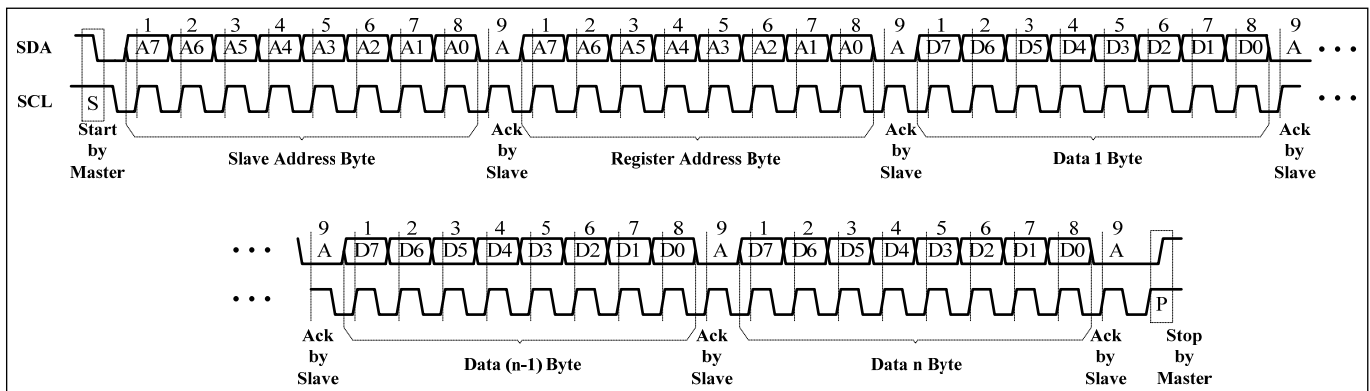 1 2 3 4 5 6 7 8 9 1 2 3 4 5 6 7 8 9 1 2 3 4 5 6 7 8 9
SDA A7 A6 A5 A4 A3 A2 A1 A0 A A7 A6 A5 A4 A3 A2 A1 A0 A D7 D6 D5 D4 D3 D2 D1 D0 A • • •
SCL S • • •
Start by Master
Slave Address Byte
Ack by Slave
Register Address Byte
Ack by Slave
Data 1 Byte
Ack by Slave
9 1 2 3 4 5 6 7 8 9 1 2 3 4 5 6 7 8 9
• • • A D7 D6 D5 D4 D3 D2 D1 D0 A D7 D6 D5 D4 D3 D2 D1 D0 A
• • • P
Ack by Slave
Data (n-1) Byte
Ack by Slave
Data n Byte
Ack by Slave
Stop by Master